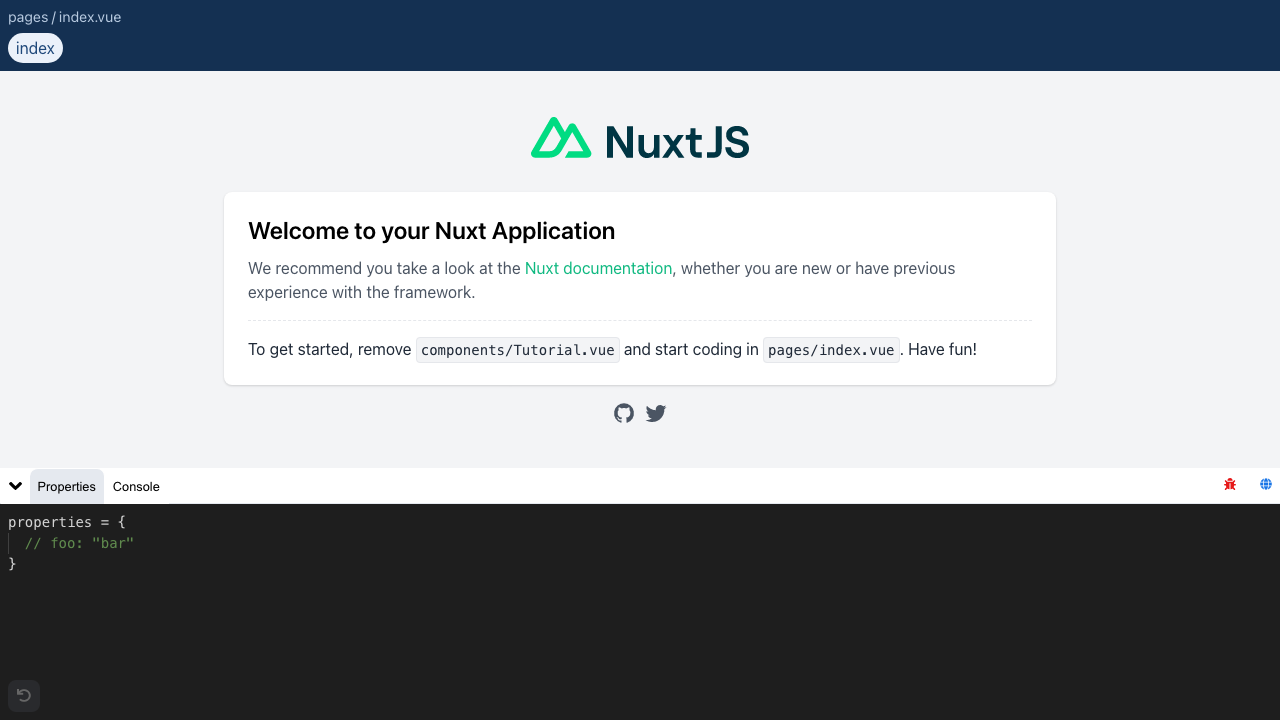 pages / index.vue
index
NuxtJS
Welcome to your Nuxt Application
We recommend you take a look at the Nuxt documentation, whether you are new or have previous
experience with the framework.
To get started, remove components/Tutorial.vue and start coding in pages/index.vue. Have fun!
Properties Console
properties = {
// foo: "bar"
}